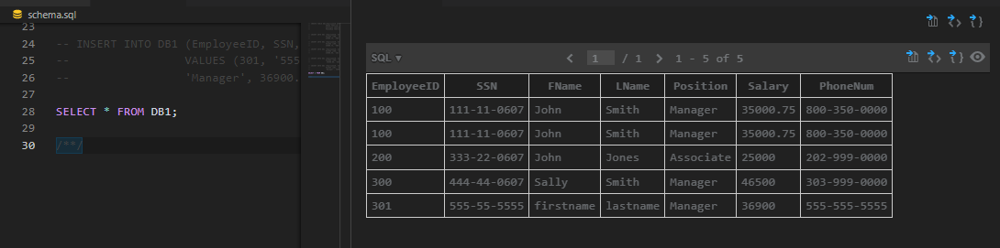 schema.sql
23
24 -- INSERT INTO DB1 (EmployeeID, SSN,
25 -- VALUES (301, '555
26 -- 'Manager', 36900.
27
28 SELECT * FROM DB1;
29
30 /**/
SQL ▾ 1 / 1 1 - 5 of 5
EmployeeID SSN FName LName Position Salary PhoneNum
100 111-11-0607 John Smith Manager 35000.75 800-350-0000
100 111-11-0607 John Smith Manager 35000.75 800-350-0000
200 333-22-0607 John Jones Associate 25000 202-999-0000
300 444-44-0607 Sally Smith Manager 46500 303-999-0000
301 555-55-5555 firstname lastname Manager 36900 555-555-5555